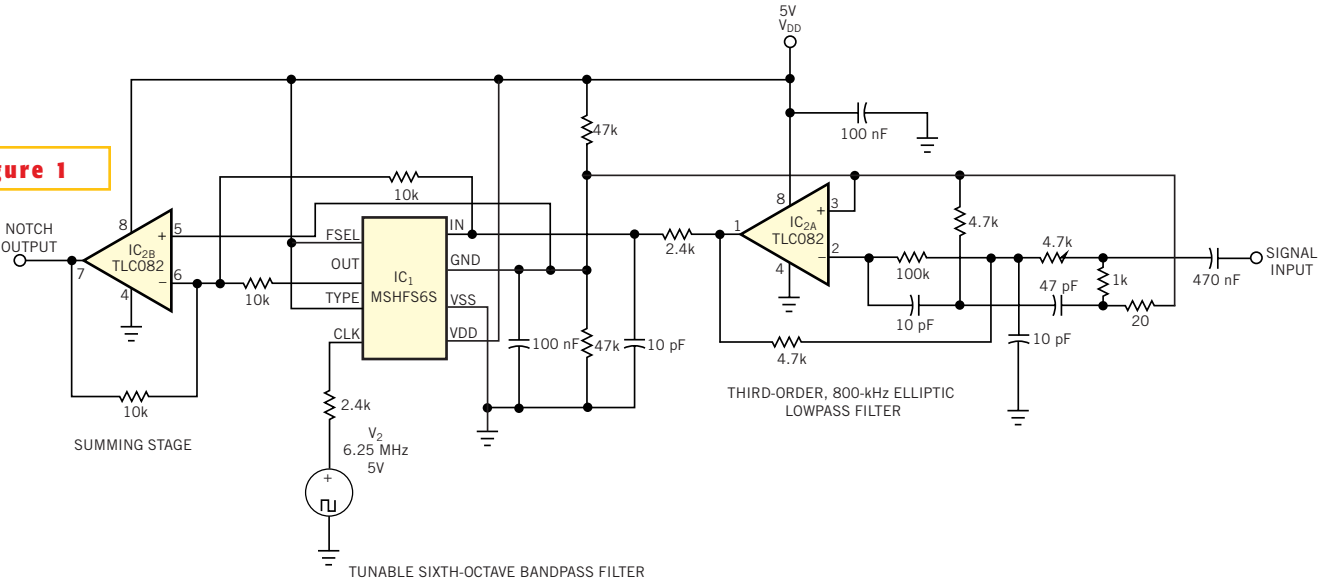 5V
VDD
47k
100 nF
gure 1
10k
8
3
+
IC2A
TLC082
1
2
−
4
4.7k
NOTCH
OUTPUT
8
5
+
IC2B
TLC082
7
6
−
4
FSEL
IN
2.4k
4.7k
SIGNAL
INPUT
OUT
GND
IC1
MSHFS6S
100k
1k
470 nF
10k
TYPE
VSS
47 pF
10 pF
20
CLK
VDD
100 nF
47k
10 pF
10 pF
4.7k
10k
2.4k
THIRD-ORDER, 800-kHz ELLIPTIC
LOWPASS FILTER
SUMMING STAGE
V2
6.25 MHz
5V
+
TUNABLE SIXTH-OCTAVE BANDPASS FILTER